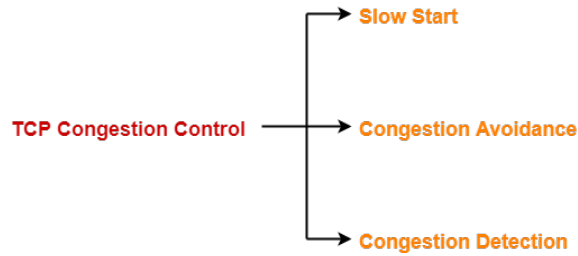 Slow Start
TCP Congestion Control
Congestion Avoidance
Congestion Detection